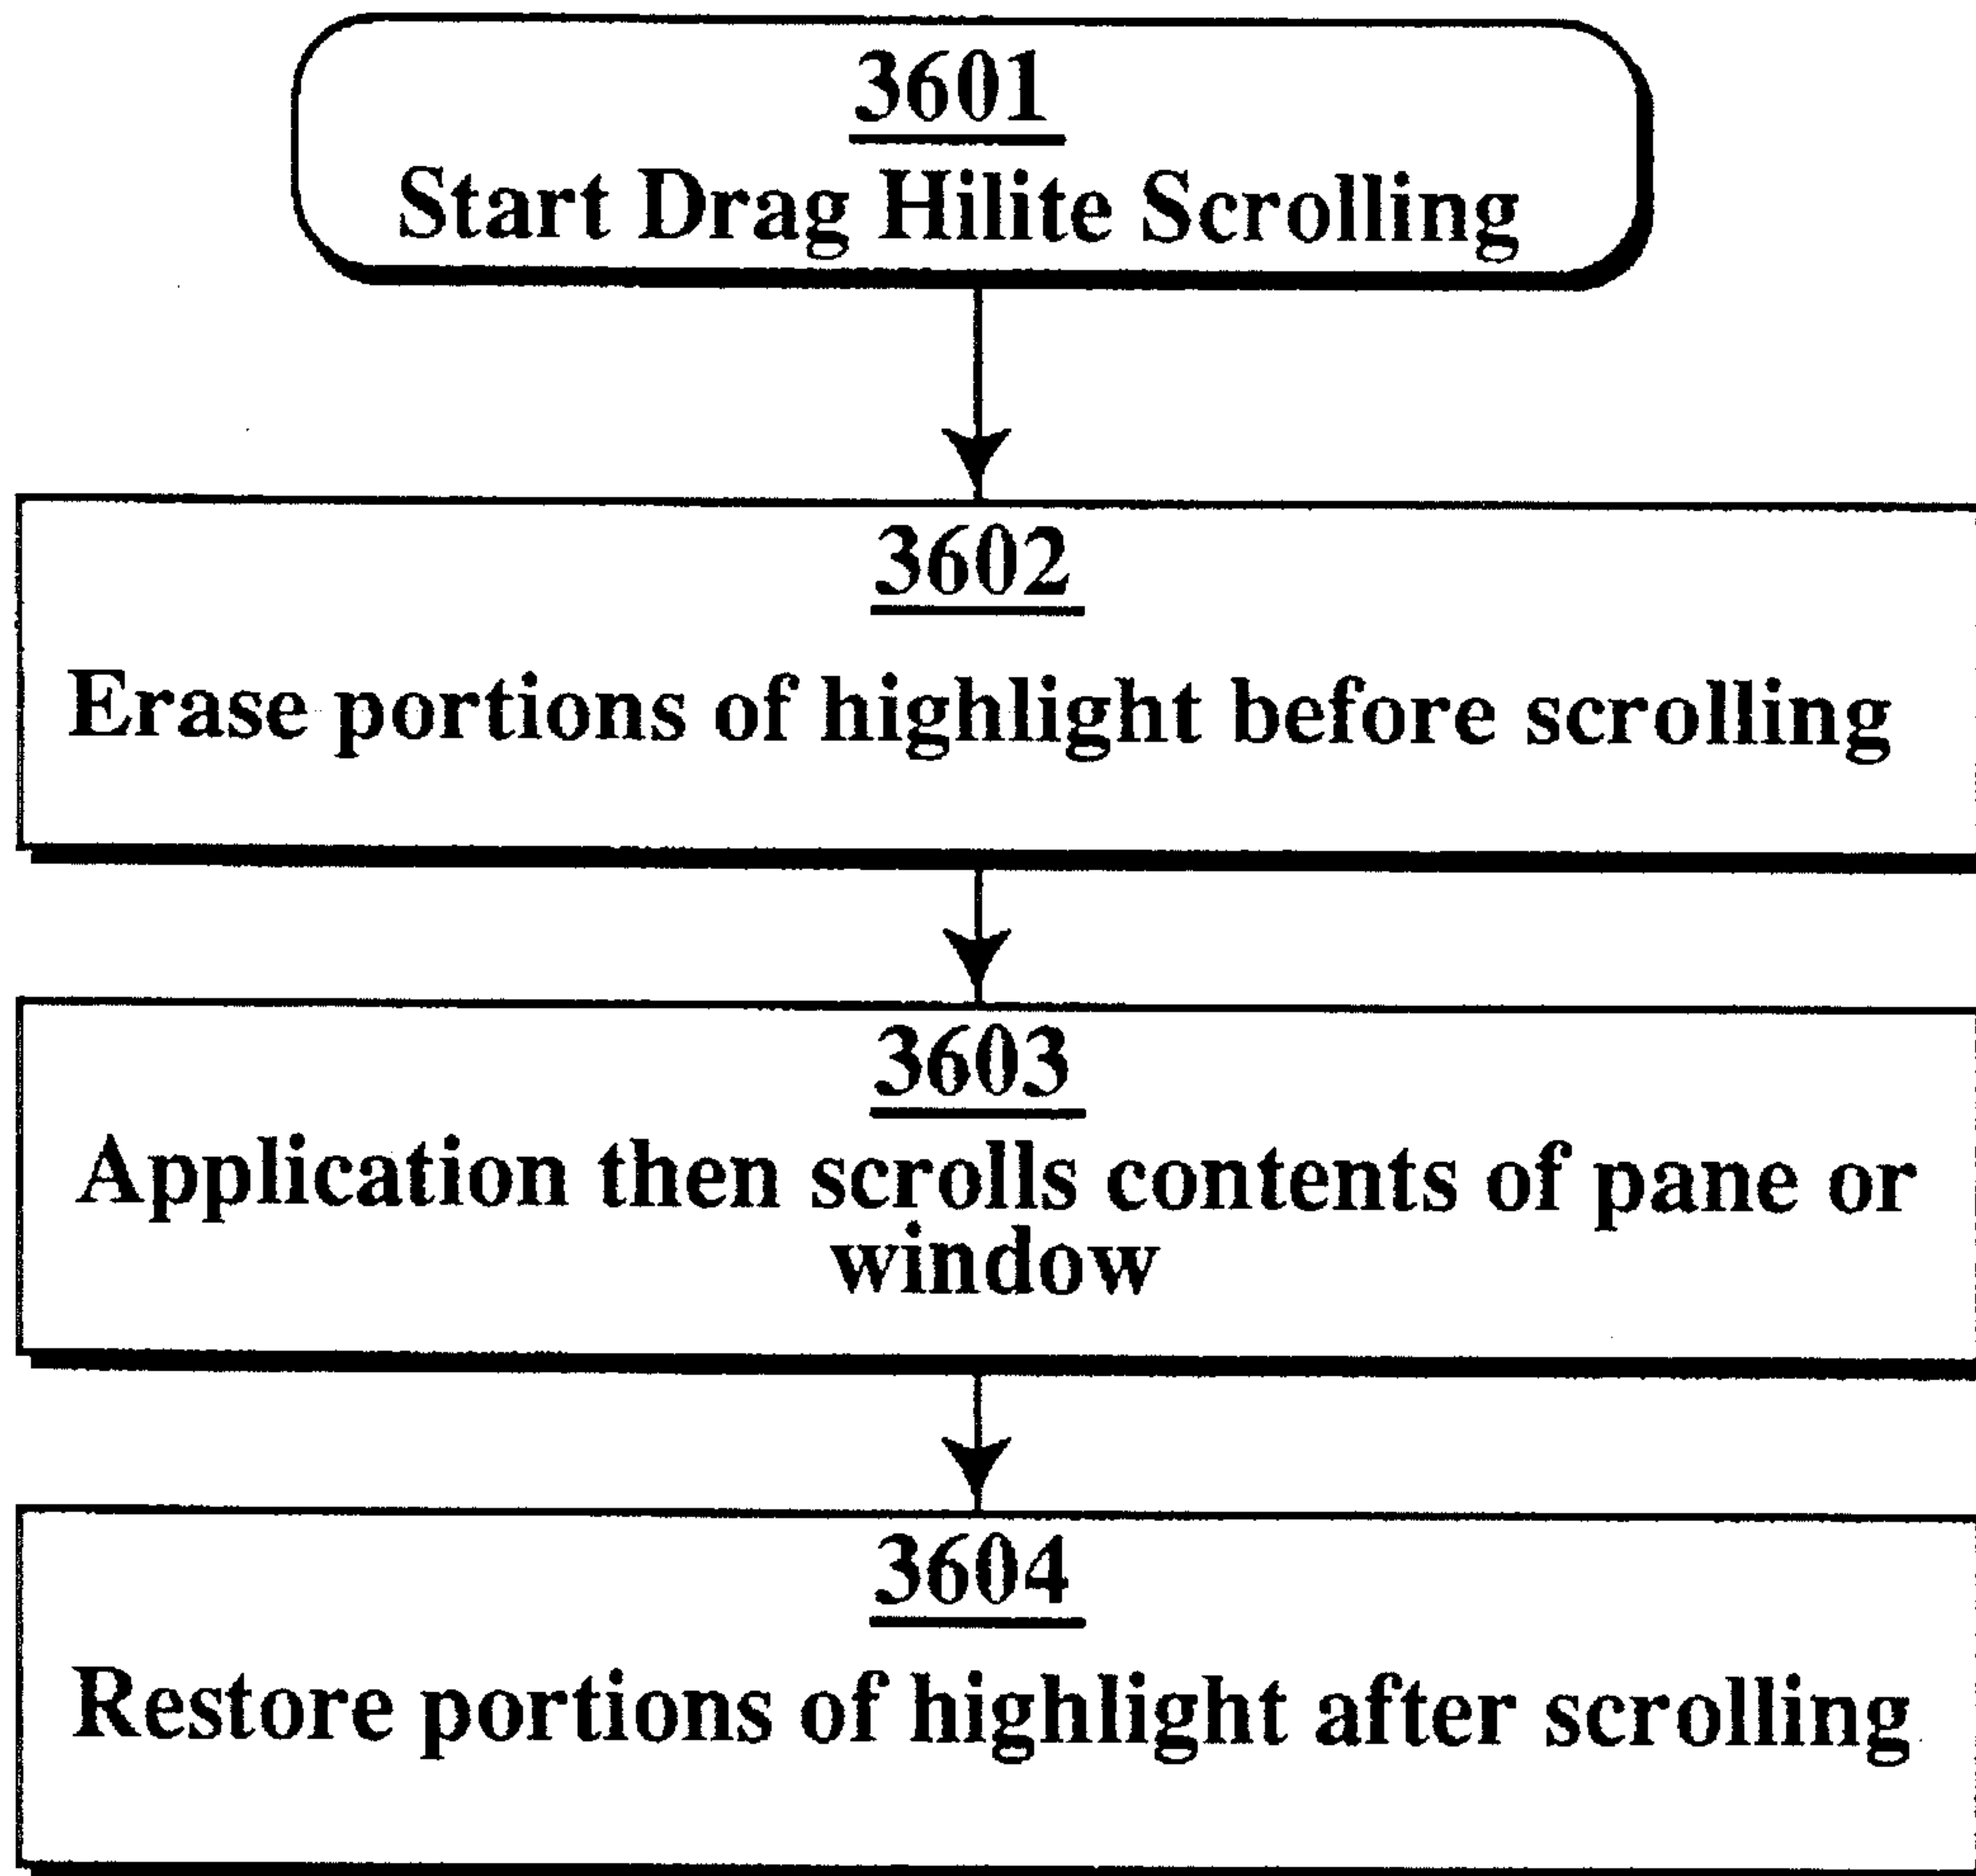 3601
Start Drag Hilite Scrolling
3602
Erase portions of highlight before scrolling
3603
Application then scrolls contents of pane or
window
3604
Restore portions of highlight after scrolling